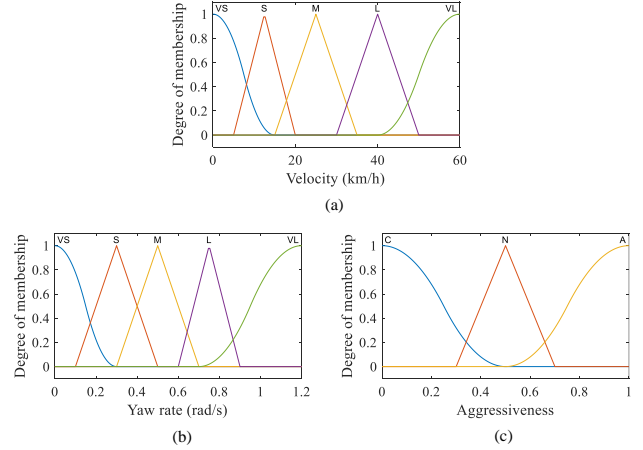 VS S M L VL
1
0.8
0.6
0.4
0.2
0
0 20 40 60
Degree of membership
Velocity (km/h)
(a)
VS S M L VL
1
0.8
0.6
0.4
0.2
0
0 0.2 0.4 0.6 0.8 1 1.2
Degree of membership
Yaw rate (rad/s)
(b)
C N A
1
0.8
0.6
0.4
0.2
0
0 0.2 0.4 0.6 0.8 1
Degree of membership
Aggressiveness
(c)